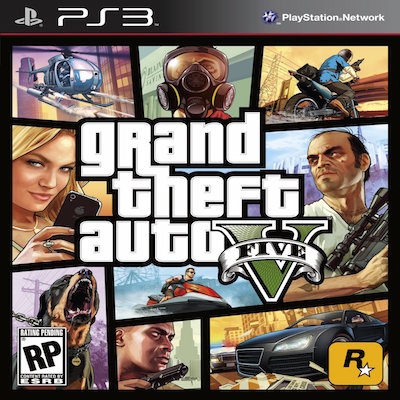 PS3
PlayStation®Network
grand
theft
auto
V
FIVE
RATING PENDING
RP
CONTENT RATED BY
ESRB
R